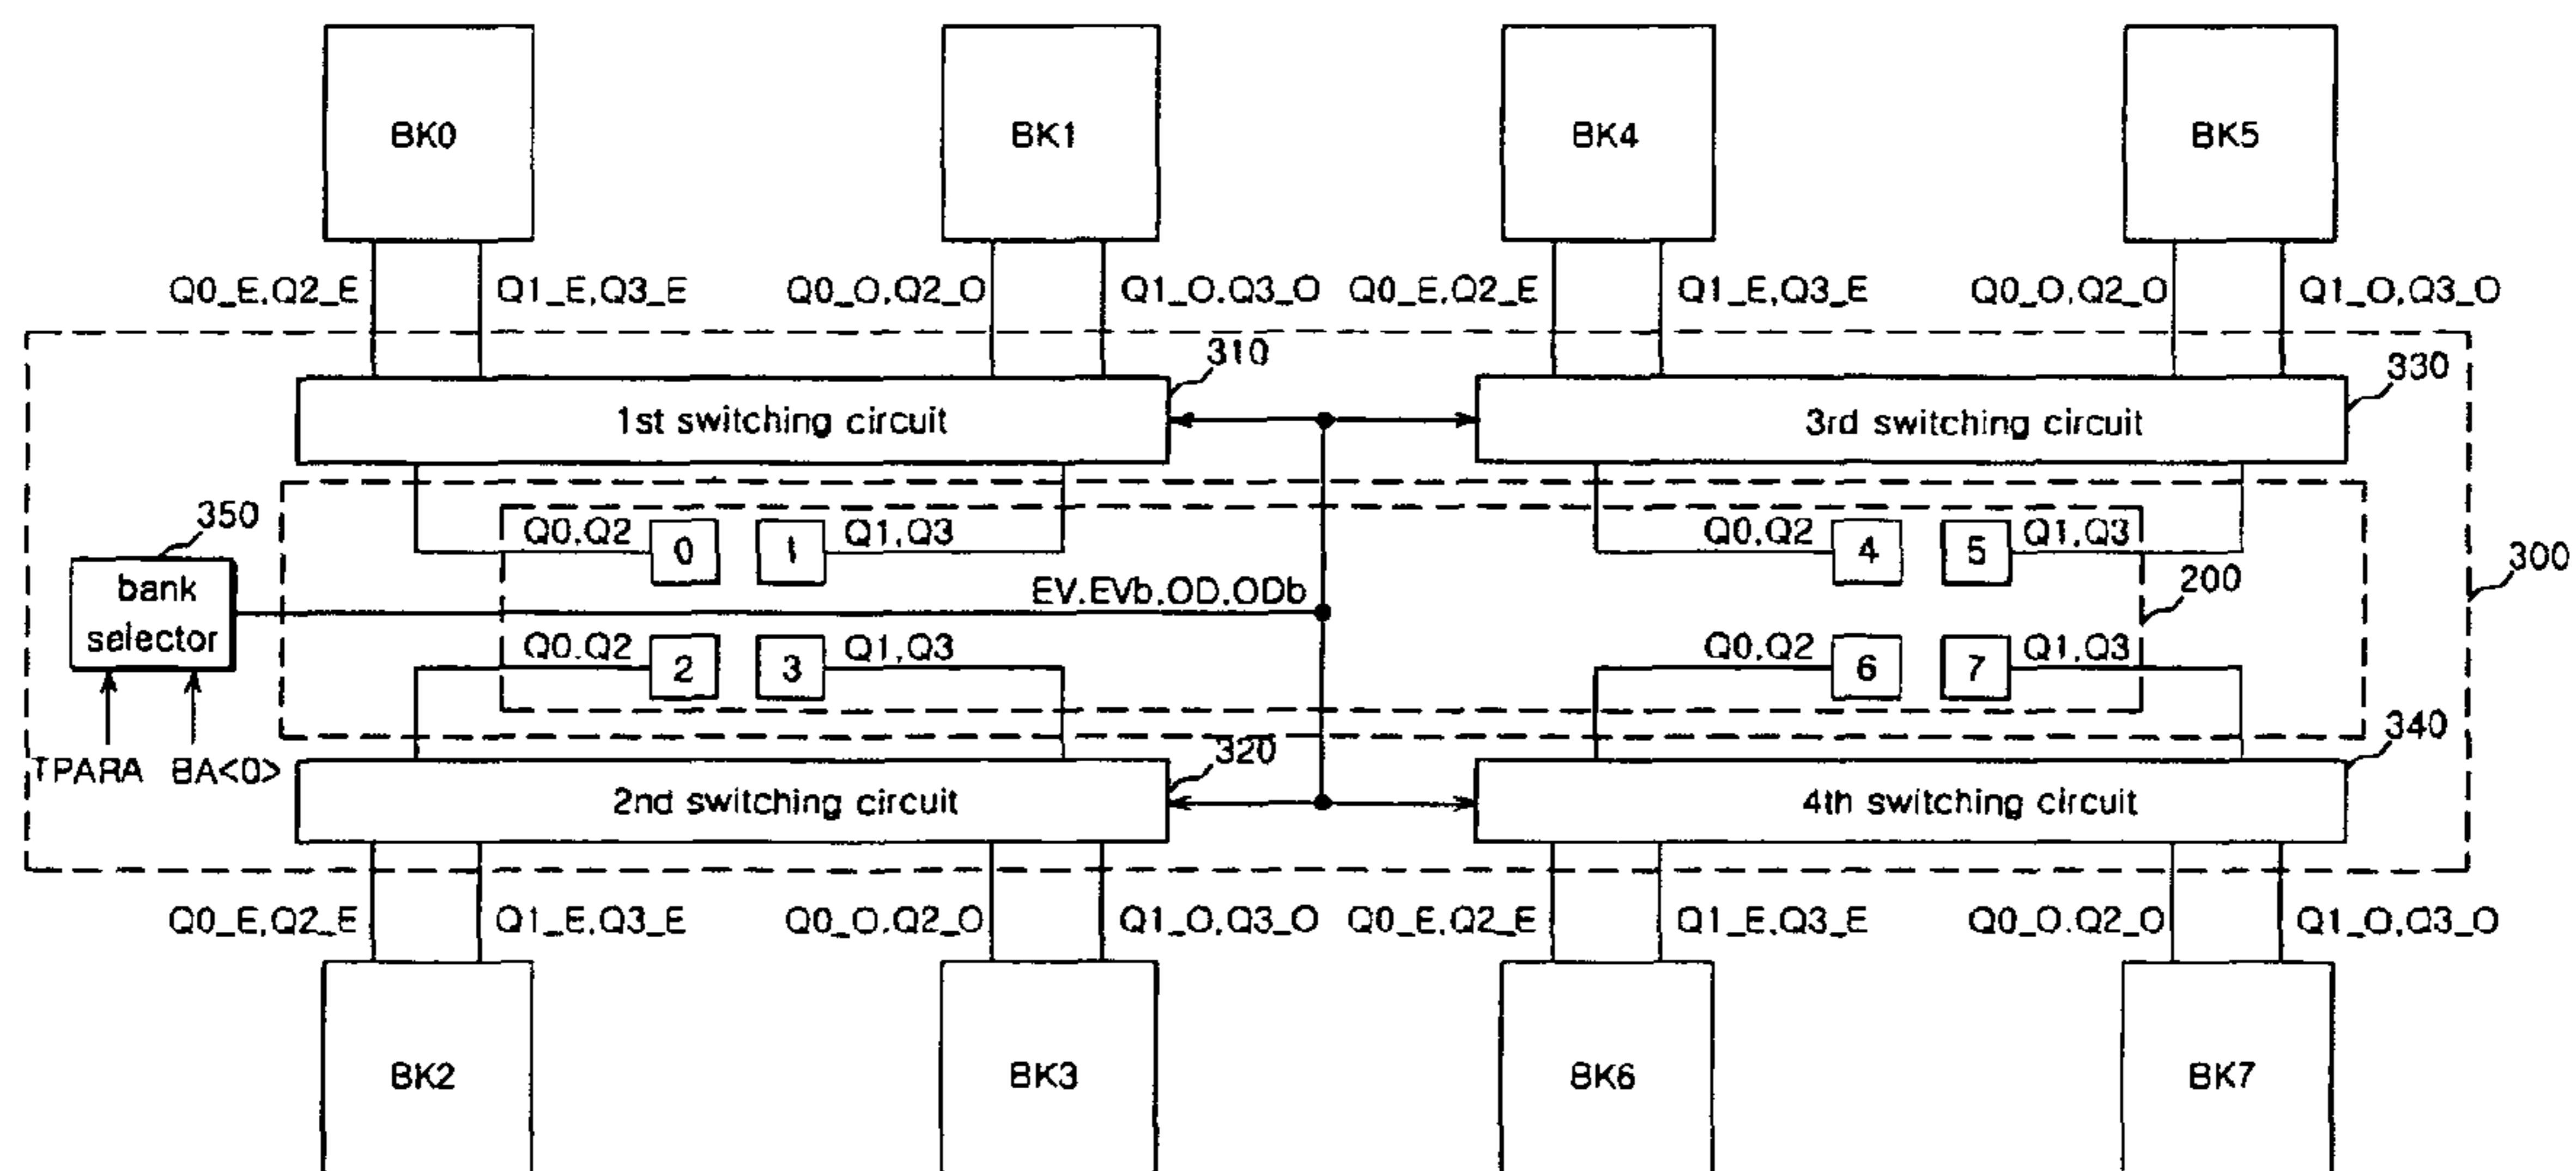 BK0 BK1 BK4 BK5
Q0_E,Q2_E Q1_E,Q3_E Q0_O,Q2_O Q1_O,Q3_O Q0_E,Q2_E Q1_E,Q3_E Q0_O,Q2_O Q1_O,Q3_O
310 330
1st switching circuit 3rd switching circuit
350
Q0,Q2 0 1 Q1,Q3 Q0,Q2 4 5 Q1,Q3
300
200
bank
selector
EV,EVb,OD,ODb
Q0,Q2 2 3 Q1,Q3 Q0,Q2 6 7 Q1,Q3
320 340
TPARA BA<0>
2nd switching circuit 4th switching circuit
Q0_E,Q2_E Q1_E,Q3_E Q0_O,Q2_O Q1_O,Q3_O Q0_E,Q2_E Q1_E,Q3_E Q0_O,Q2_O Q1_O,Q3_O
BK2 BK3 BK6 BK7